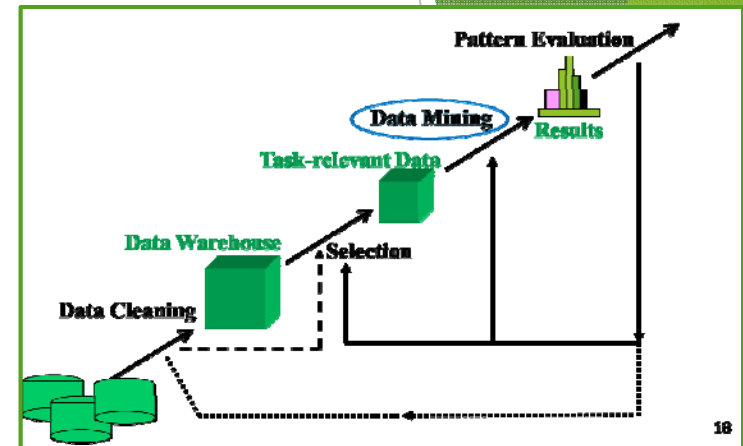 Pattern Evaluation
Data Mining
Results
Task-relevant Data
Data Warehouse
Selection
Data Cleaning
18